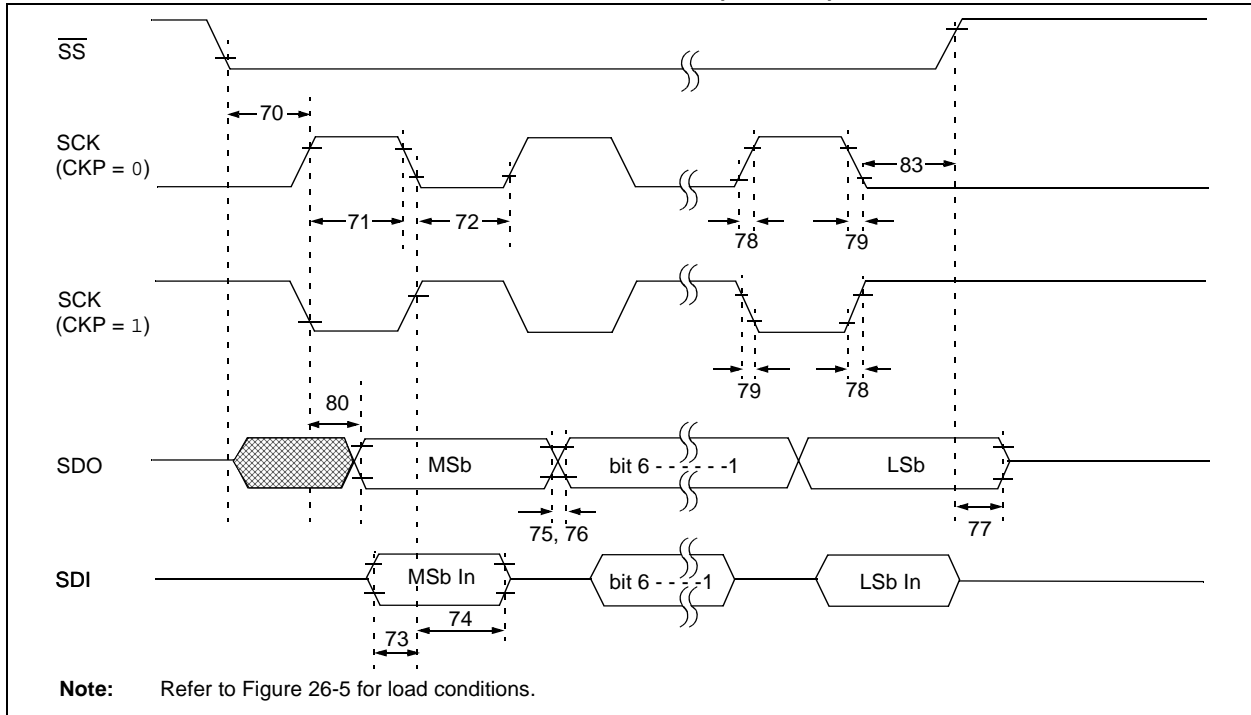 SS
70
SCK
(CKP = 0)
83
71
72
78
79
SCK
(CKP = 1)
79
78
80
SDO
MSb
bit 6 - - - - - -1
LSb
75, 76
77
SDI
MSb In
bit 6 - - - -1
LSb In
74
73
Note: Refer to Figure 26-5 for load conditions.